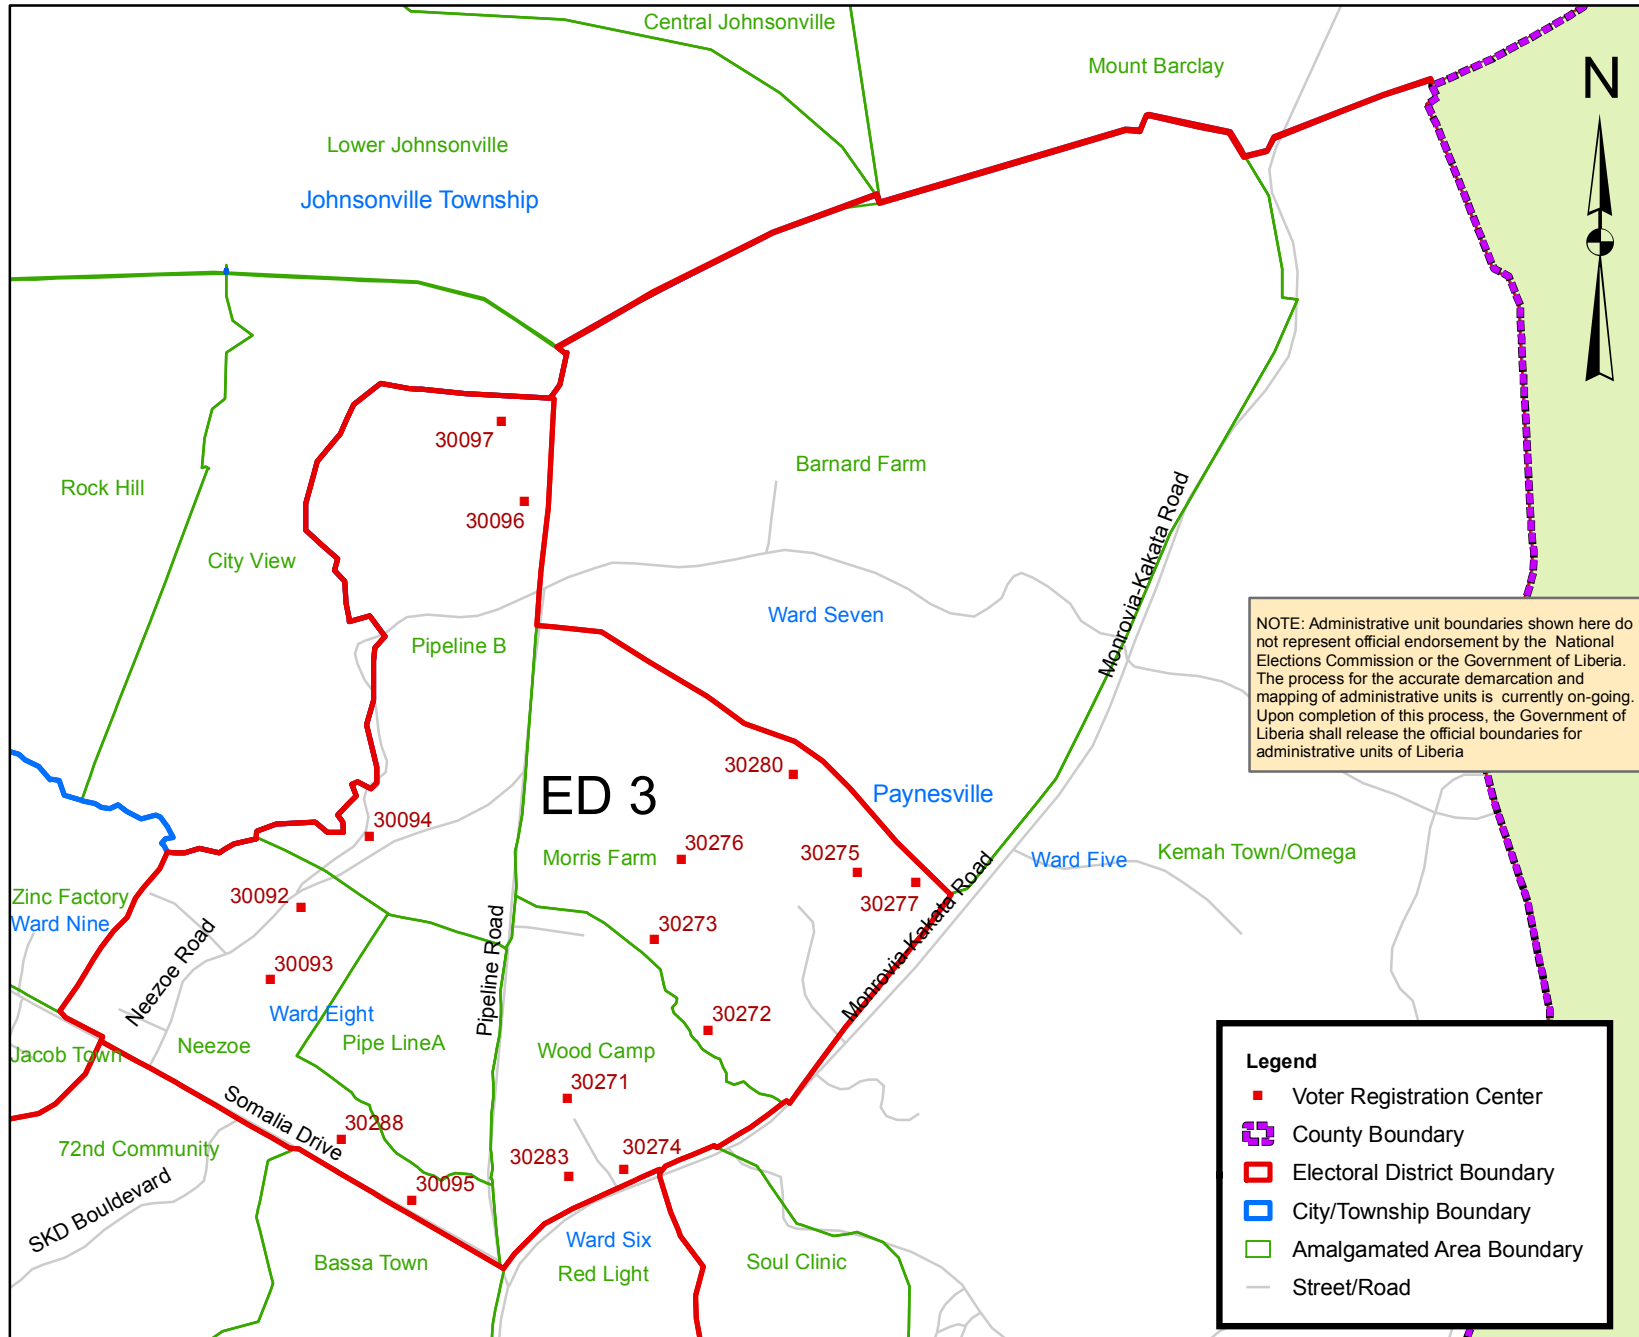 Central Johnsonville
Mount Barclay
N
Lower Johnsonville
Johnsonville Township
30097
Barnard Farm
Rock Hill
30096
City View
Monrovia-Kakata Road
Ward Seven
Pipeline B
NOTE: Administrative unit boundaries shown here do
not represent official endorsement by the National
Elections Commission or the Government of Liberia.
The process for the accurate demarcation and
mapping of administrative units is currently on-going.
Upon completion of this process, the Government of
Liberia shall release the official boundaries for
administrative units of Liberia
30280
ED 3
Paynesville
30094
30276
30275
Morris Farm
Ward Five
Kemah Town/Omega
Zinc Factory
30092
30277
Ward Nine
30273
Neezoe Road
Pipeline Road
Monrovia-Kakata Road
30093
Ward Eight
30272
Jacob Town
Neezoe
Pipe LineA
Wood Camp
30271
Somalia Drive
30288
72nd Community
30283
30274
30095
SKD Bouldevard
Ward Six
Bassa Town
Red Light
Soul Clinic
Legend
Voter Registration Center
County Boundary
Electoral District Boundary
City/Township Boundary
Amalgamated Area Boundary
Street/Road